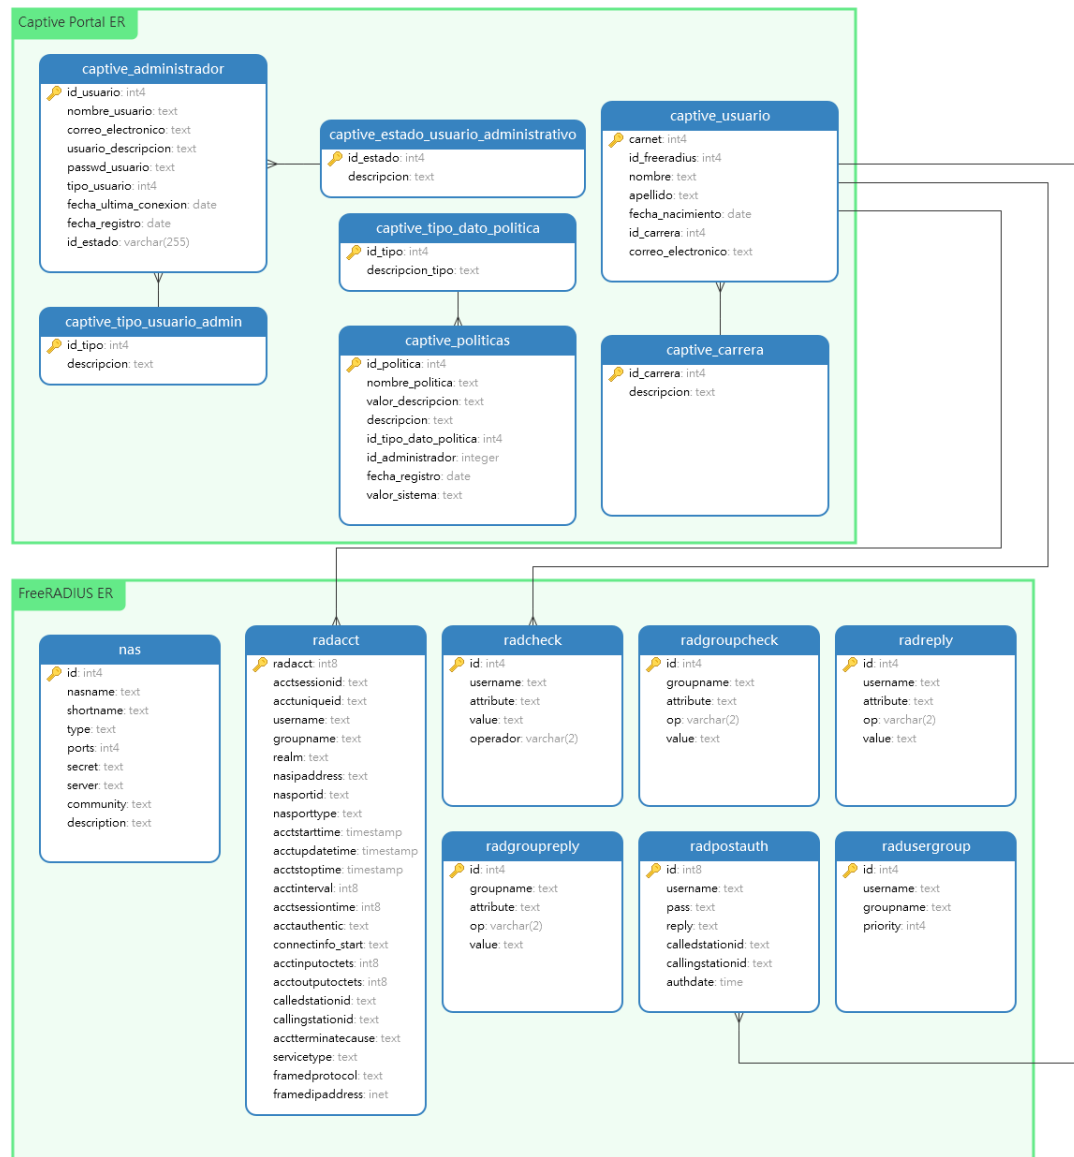 Captive Portal ER
captive_administrador
id_usuario: int4
nombre_usuario: text
correo_electronico: text
usuario_descripcion: text
passwd_usuario: text
tipo_usuario: int4
fecha_ultima_conexion: date
fecha_registro: date
id_estado: varchar(255)
captive_estado_usuario_administrativo
id_estado: int4
descripcion: text
captive_usuario
carnet: int4
id_freeradius: int4
nombre: text
apellido: text
fecha_nacimiento: date
id_carrera: int4
correo_electronico: text
captive_tipo_dato_politica
id_tipo: int4
descripcion_tipo: text
captive_tipo_usuario_admin
id_tipo: int4
descripcion: text
captive_politicas
id_politica: int4
nombre_politica: text
valor_descripcion: text
descripcion: text
id_tipo_dato_politica: int4
id_administrador: integer
fecha_registro: date
valor_sistema: text
captive_carrera
id_carrera: int4
descripcion: text
FreeRADIUS ER
nas
id: int4
nasname: text
shortname: text
type: text
ports: int4
secret: text
server: text
community: text
description: text
radacct
radacct: int8
acctsessionid: text
acctuniqueid: text
username: text
groupname: text
realm: text
nasipaddress: text
nasportid: text
nasporttype: text
acctstarttime: timestamp
acctupdatetime: timestamp
acctstoptime: timestamp
acctinterval: int8
acctsessiontime: int8
acctauthentic: text
connectinfo_start: text
acctinputoctets: int8
acctoutputoctets: int8
calledstationid: text
callingstationid: text
acctterminatecause: text
servicetype: text
framedprotocol: text
framedipaddress: inet
radcheck
id: int4
username: text
attribute: text
value: text
operador: varchar(2)
radgroupcheck
id: int4
groupname: text
attribute: text
op: varchar(2)
value: text
radreply
id: int4
username: text
attribute: text
op: varchar(2)
value: text
radgroupreply
id: int4
groupname: text
attribute: text
op: varchar(2)
value: text
radpostauth
id: int8
username: text
pass: text
reply: text
calledstationid: text
callingstationid: text
authdate: time
radusergroup
id: int4
username: text
groupname: text
priority: int4